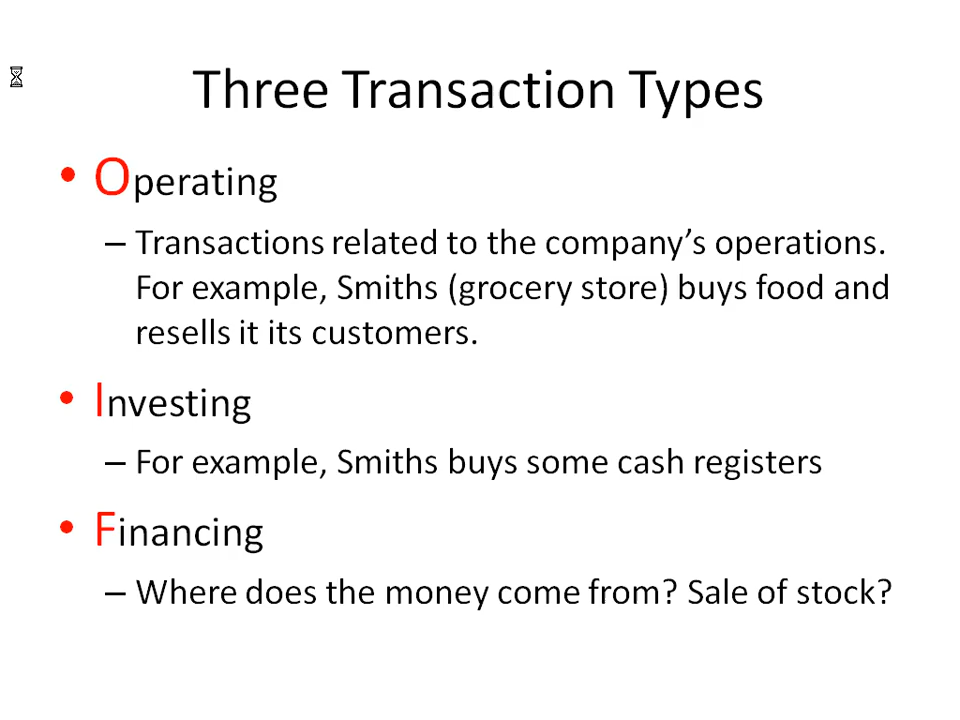 Three Transaction Types
• Operating
– Transactions related to the company’s operations.
For example, Smiths (grocery store) buys food and
resells it its customers.
• Investing
– For example, Smiths buys some cash registers
• Financing
– Where does the money come from? Sale of stock?